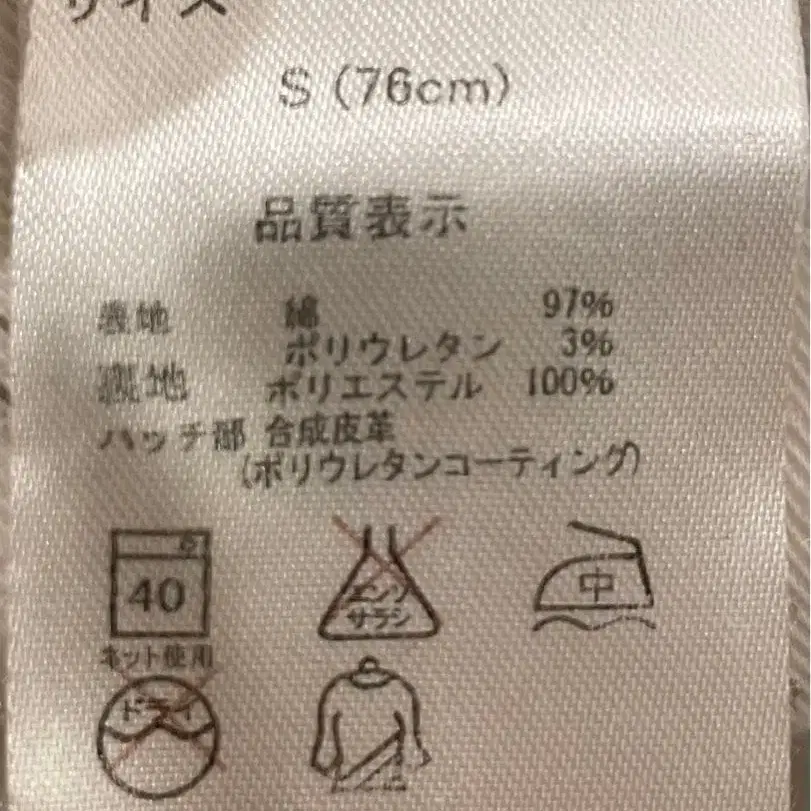 サイズ
S (76cm)
品質表示
表地 綿 97%
ポリウレタン 3%
裏地 ポリエステル 100%
パッチ部 合成皮革
(ポリウレタンコーティング)
40
エンソ
サラシ
中
ネット使用
ドライ